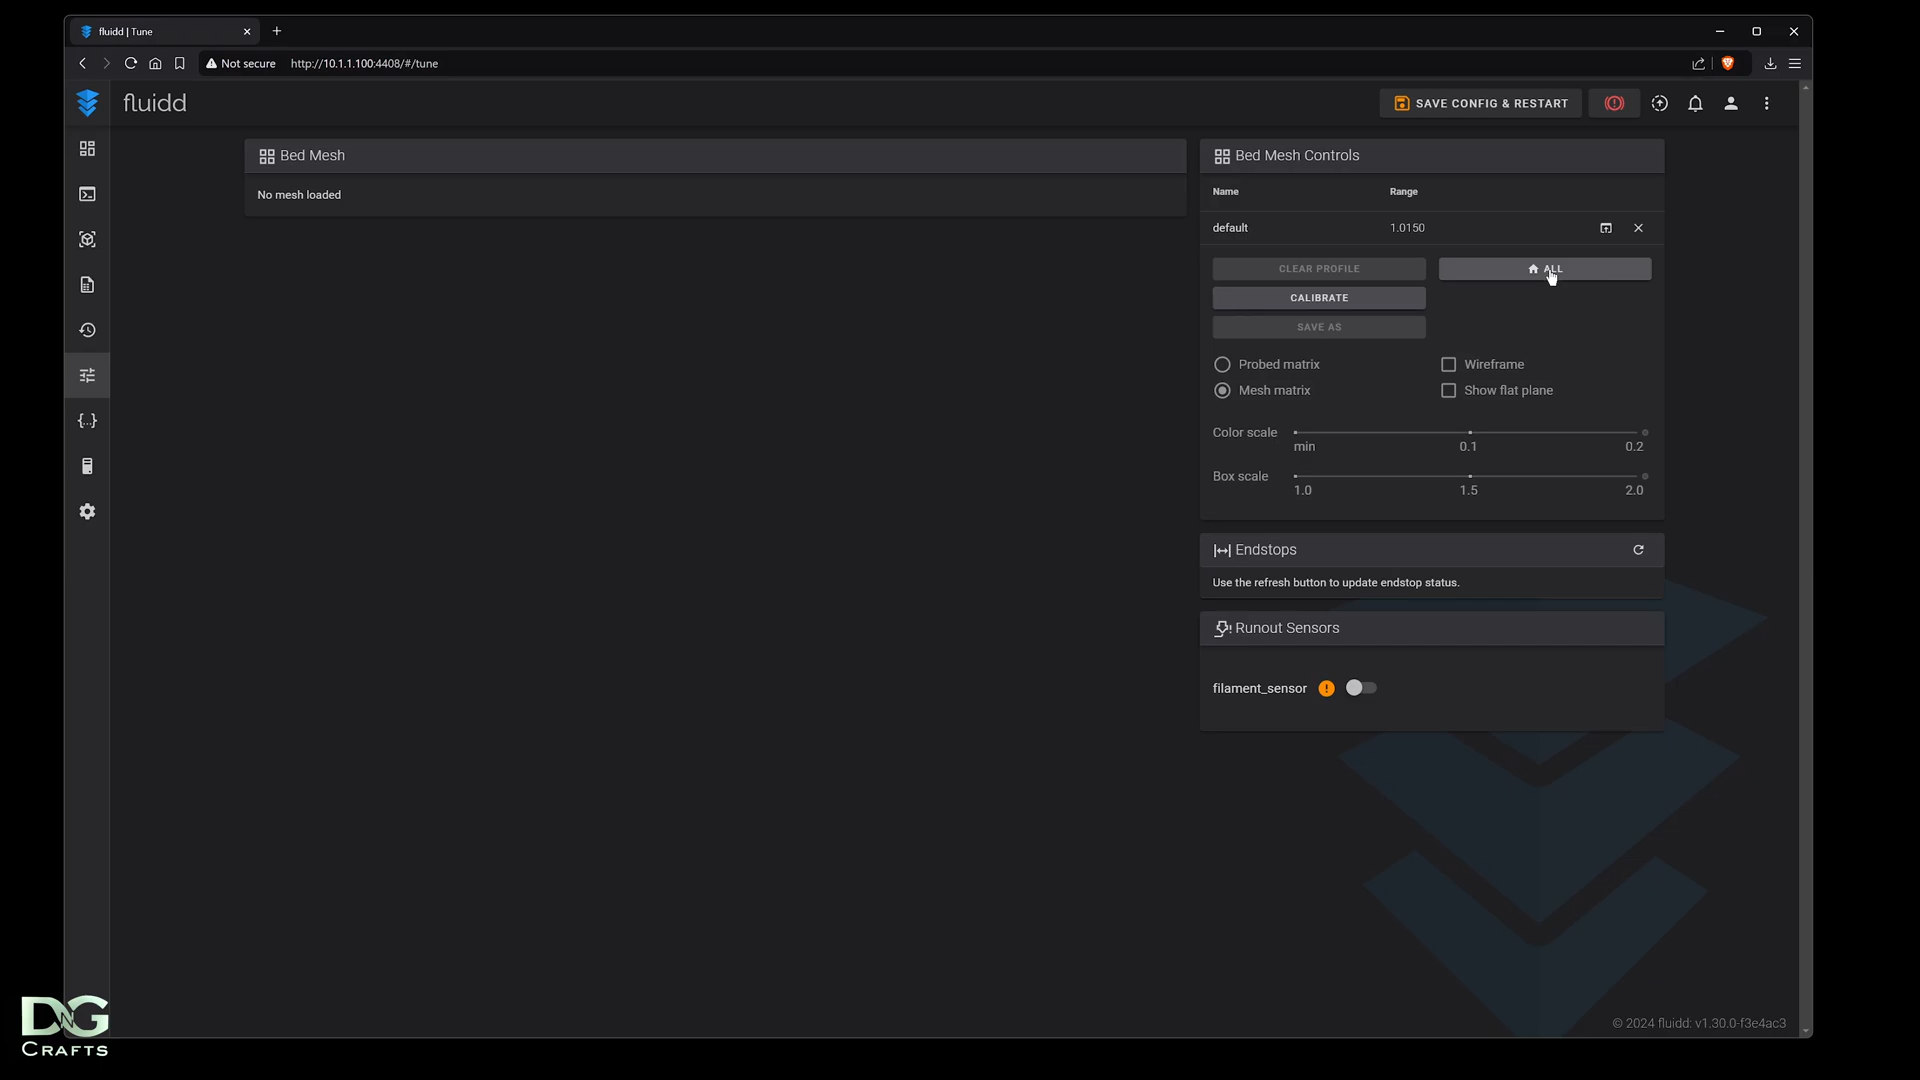 fluidd | Tune
Not secure http://10.1.1.100:4408/#/tune
fluidd
SAVE CONFIG & RESTART
Bed Mesh
No mesh loaded
Bed Mesh Controls
Name Range
default 1.0150
CLEAR PROFILE ALL
CALIBRATE
SAVE AS
Probed matrix Wireframe
Mesh matrix Show flat plane
Color scale
min 0.1 0.2
Box scale
1.0 1.5 2.0
Endstops
Use the refresh button to update endstop status.
Runout Sensors
filament_sensor
© 2024 fluidd: v1.30.0-f3e4ac3
DNG
CRAFTS